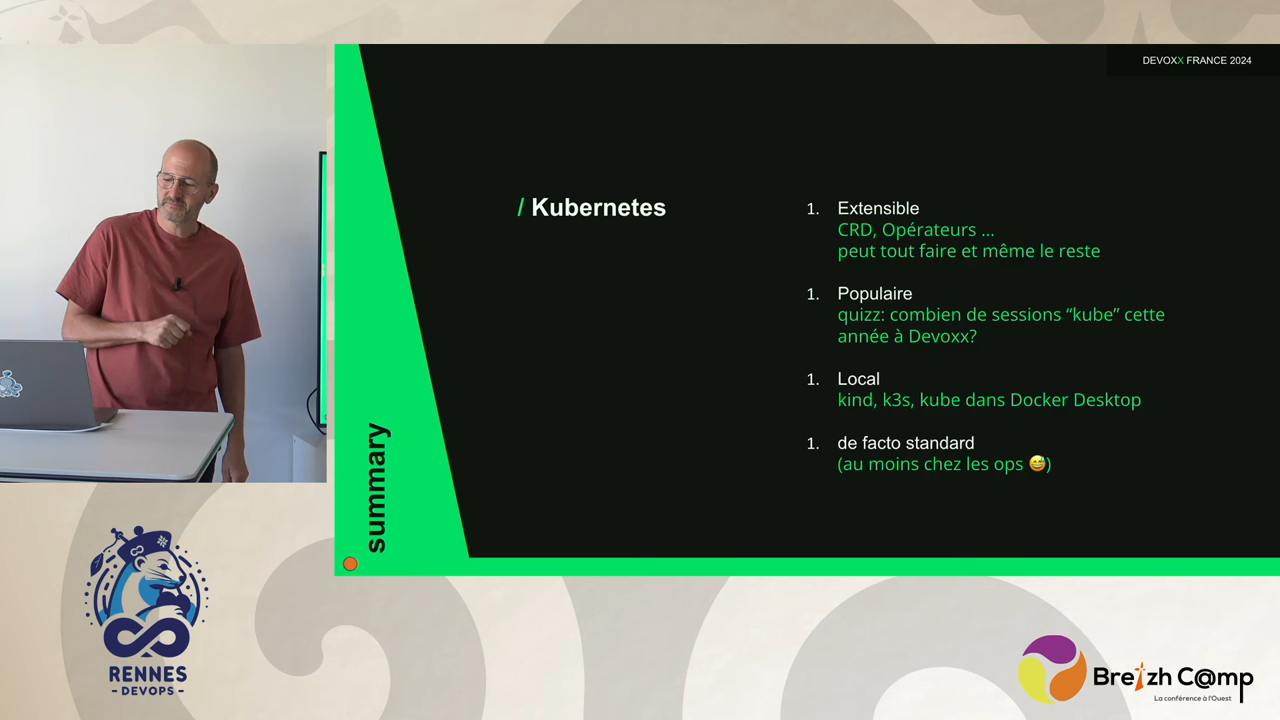 DEVOXX FRANCE 2024
/ Kubernetes
1. Extensible
CRD, Opérateurs ...
peut tout faire et même le reste
1. Populaire
quizz: combien de sessions “kube” cette
année à Devoxx?
1. Local
kind, k3s, kube dans Docker Desktop
1. de facto standard
(au moins chez les ops 😅)
summary
RENNES
- DEVOPS -
Breizh C@mp
La conférence à l'Ouest